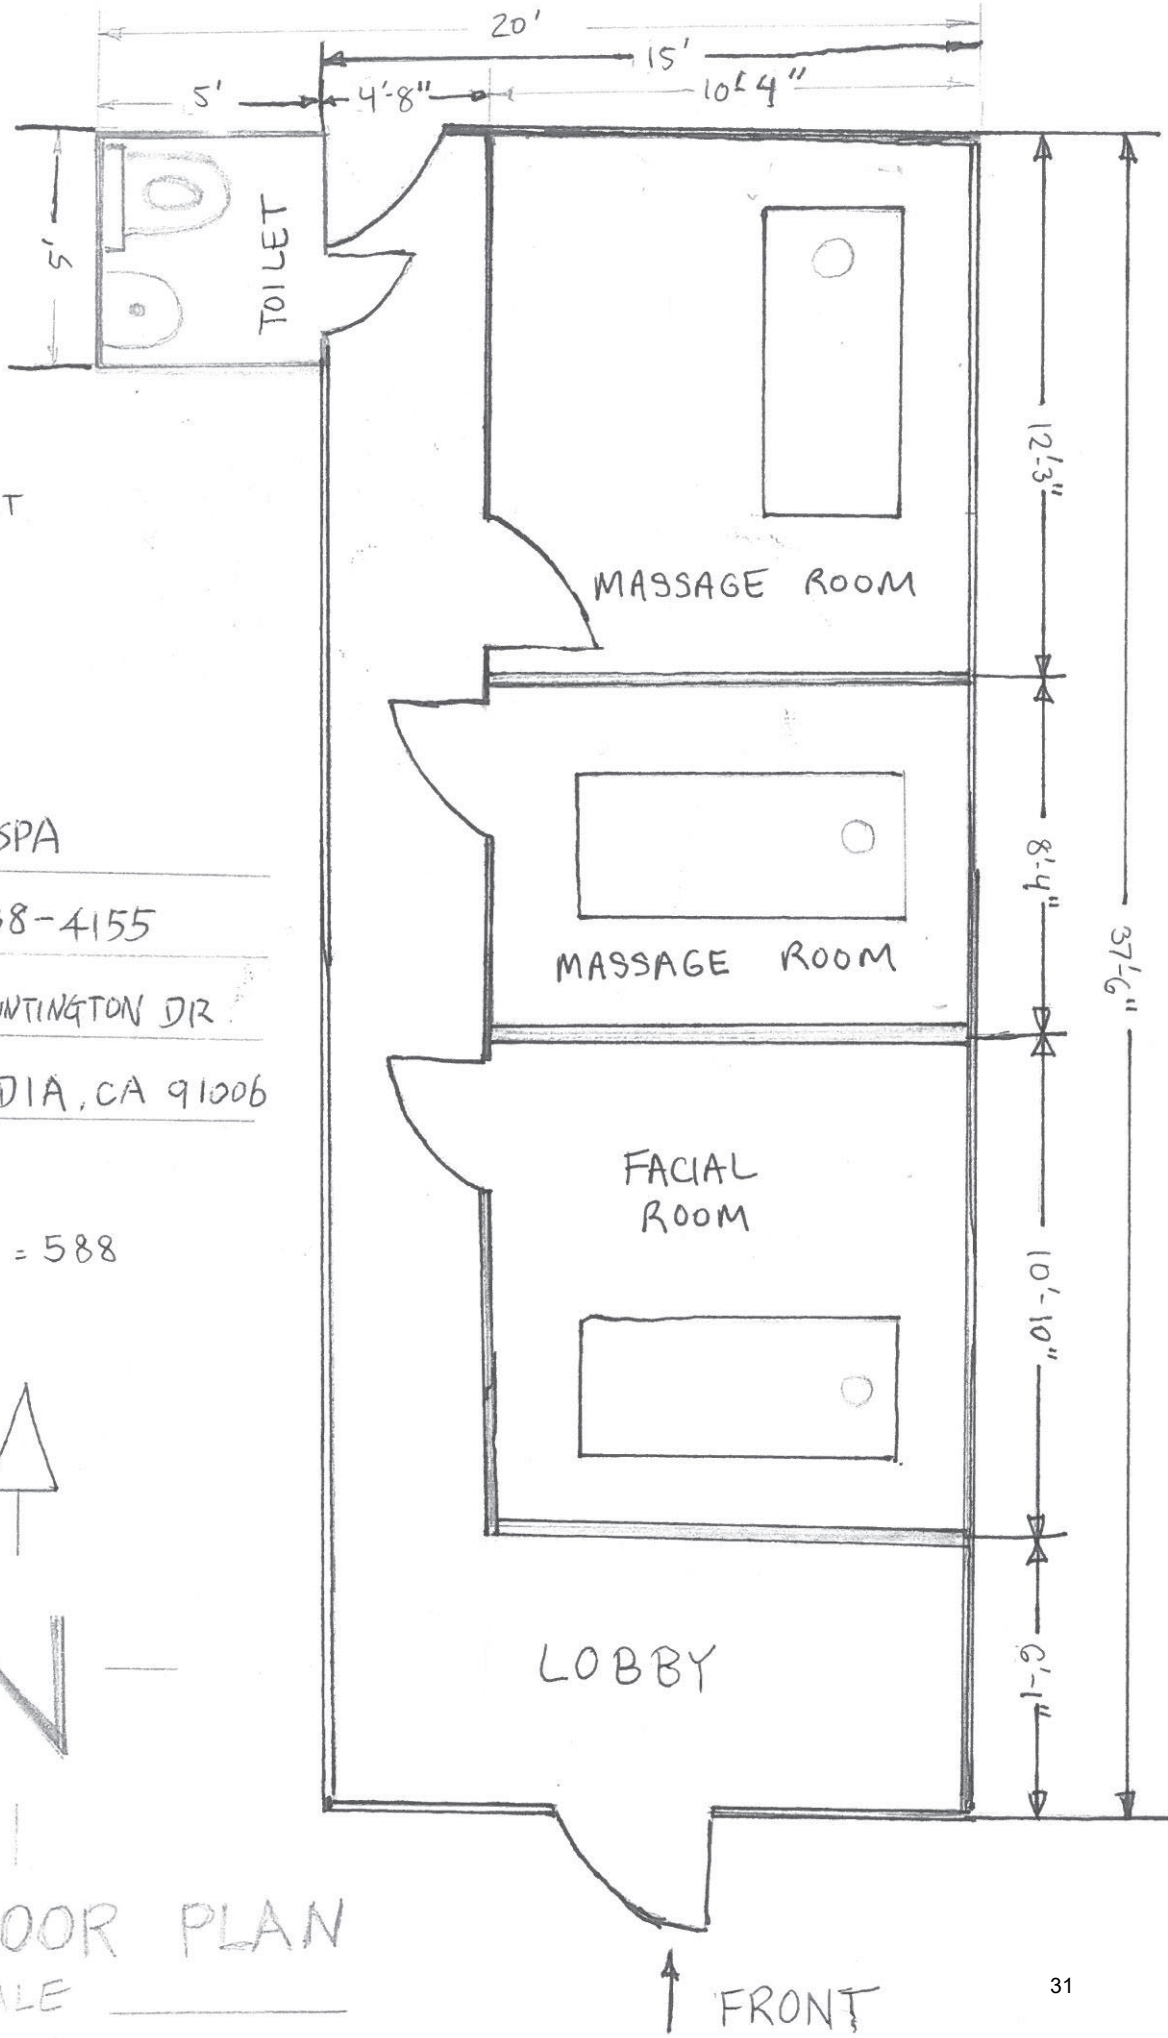 20'
15'
5' 4'-8" 10'4"
5'
TOILET
T
12'-3"
MASSAGE ROOM
SPA
8-4155
8'-4"
37'-6"
MASSAGE ROOM
UNTINGTON DR.
DIA, CA 91006
FACIAL
ROOM
= 588
10'-10"
N
LOBBY
6'-1"
OOR PLAN
ALE
FRONT
31